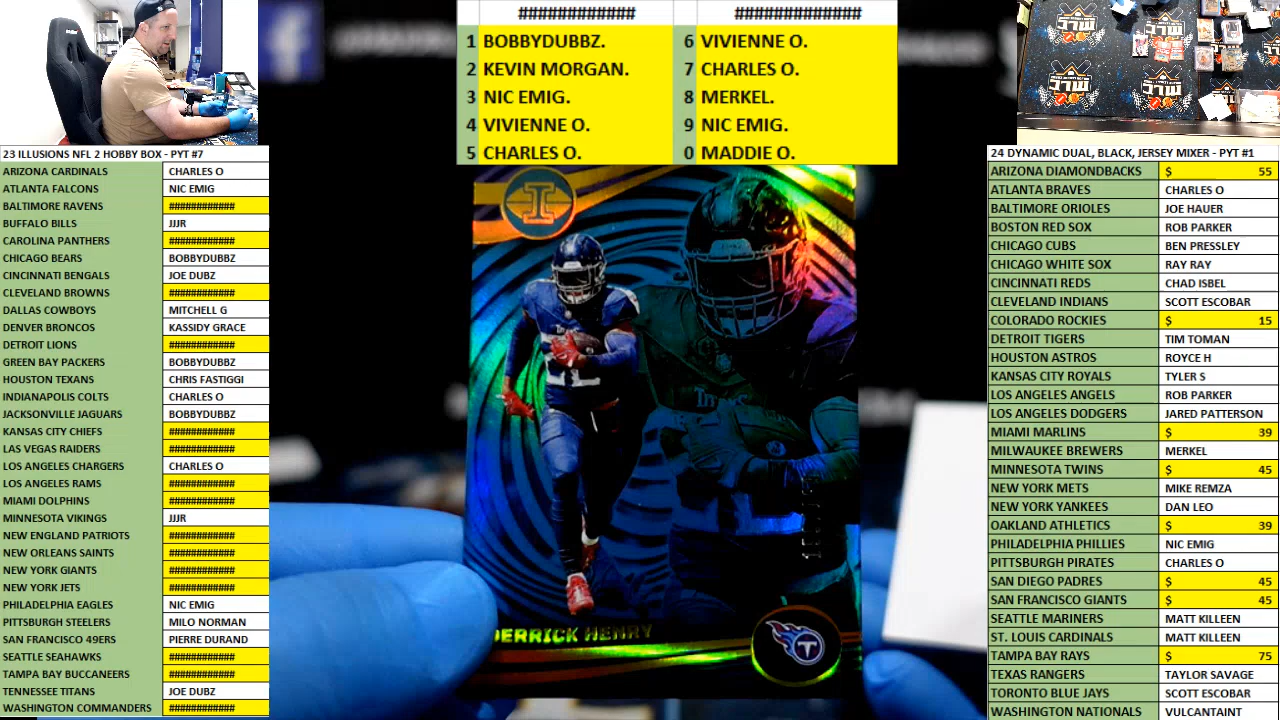 ############ #############
1 BOBBYDUBBZ. 6 VIVIENNE O.
2 KEVIN MORGAN. 7 CHARLES O.
3 NIC EMIG. 8 MERKEL.
4 VIVIENNE O. 9 NIC EMIG.
5 CHARLES O. 0 MADDIE O.
23 ILLUSIONS NFL 2 HOBBY BOX - PYT #7
ARIZONA CARDINALS CHARLES O
ATLANTA FALCONS NIC EMIG
BALTIMORE RAVENS ############
BUFFALO BILLS JJJR
CAROLINA PANTHERS ############
CHICAGO BEARS BOBBYDUBBZ
CINCINNATI BENGALS JOE DUBZ
CLEVELAND BROWNS ############
DALLAS COWBOYS MITCHELL G
DENVER BRONCOS KASSIDY GRACE
DETROIT LIONS ############
GREEN BAY PACKERS BOBBYDUBBZ
HOUSTON TEXANS CHRIS FASTIGGI
INDIANAPOLIS COLTS CHARLES O
JACKSONVILLE JAGUARS BOBBYDUBBZ
KANSAS CITY CHIEFS ############
LAS VEGAS RAIDERS ############
LOS ANGELES CHARGERS CHARLES O
LOS ANGELES RAMS ############
MIAMI DOLPHINS ############
MINNESOTA VIKINGS JJJR
NEW ENGLAND PATRIOTS ############
NEW ORLEANS SAINTS ############
NEW YORK GIANTS ############
NEW YORK JETS ############
PHILADELPHIA EAGLES NIC EMIG
PITTSBURGH STEELERS MILO NORMAN
SAN FRANCISCO 49ERS PIERRE DURAND
SEATTLE SEAHAWKS ############
TAMPA BAY BUCCANEERS ############
TENNESSEE TITANS JOE DUBZ
WASHINGTON COMMANDERS ############
I
DERRICK HENRY
T
24 DYNAMIC DUAL, BLACK, JERSEY MIXER - PYT #1
ARIZONA DIAMONDBACKS $ 55
ATLANTA BRAVES CHARLES O
BALTIMORE ORIOLES JOE HAUER
BOSTON RED SOX ROB PARKER
CHICAGO CUBS BEN PRESSLEY
CHICAGO WHITE SOX RAY RAY
CINCINNATI REDS CHAD ISBEL
CLEVELAND INDIANS SCOTT ESCOBAR
COLORADO ROCKIES $ 15
DETROIT TIGERS TIM TOMAN
HOUSTON ASTROS ROYCE H
KANSAS CITY ROYALS TYLER S
LOS ANGELES ANGELS ROB PARKER
LOS ANGELES DODGERS JARED PATTERSON
MIAMI MARLINS $ 39
MILWAUKEE BREWERS MERKEL
MINNESOTA TWINS $ 45
NEW YORK METS MIKE REMZA
NEW YORK YANKEES DAN LEO
OAKLAND ATHLETICS $ 39
PHILADELPHIA PHILLIES NIC EMIG
PITTSBURGH PIRATES CHARLES O
SAN DIEGO PADRES $ 45
SAN FRANCISCO GIANTS $ 45
SEATTLE MARINERS MATT KILLEEN
ST. LOUIS CARDINALS MATT KILLEEN
TAMPA BAY RAYS $ 75
TEXAS RANGERS TAYLOR SAVAGE
TORONTO BLUE JAYS SCOTT ESCOBAR
WASHINGTON NATIONALS VULCANTAINT